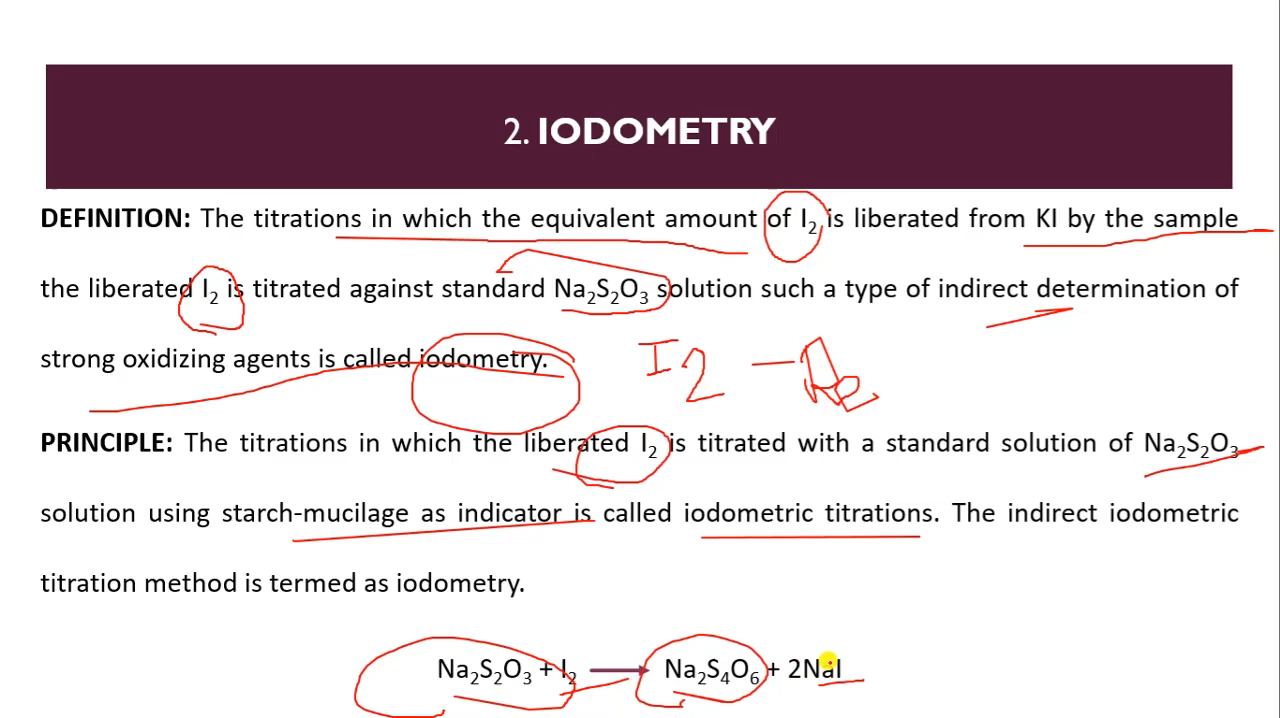 2. IODOMETRY
DEFINITION: The titrations in which the equivalent amount of I₂ is liberated from KI by the sample
the liberated I₂ is titrated against standard Na₂S₂O₃ solution such a type of indirect determination of
strong oxidizing agents is called iodometry.
I2 –
PRINCIPLE: The titrations in which the liberated I₂ is titrated with a standard solution of Na₂S₂O₃
solution using starch-mucilage as indicator is called iodometric titrations. The indirect iodometric
titration method is termed as iodometry.
Na₂S₂O₃ + I₂ ⟶ Na₂S₄O₆ + 2NaI